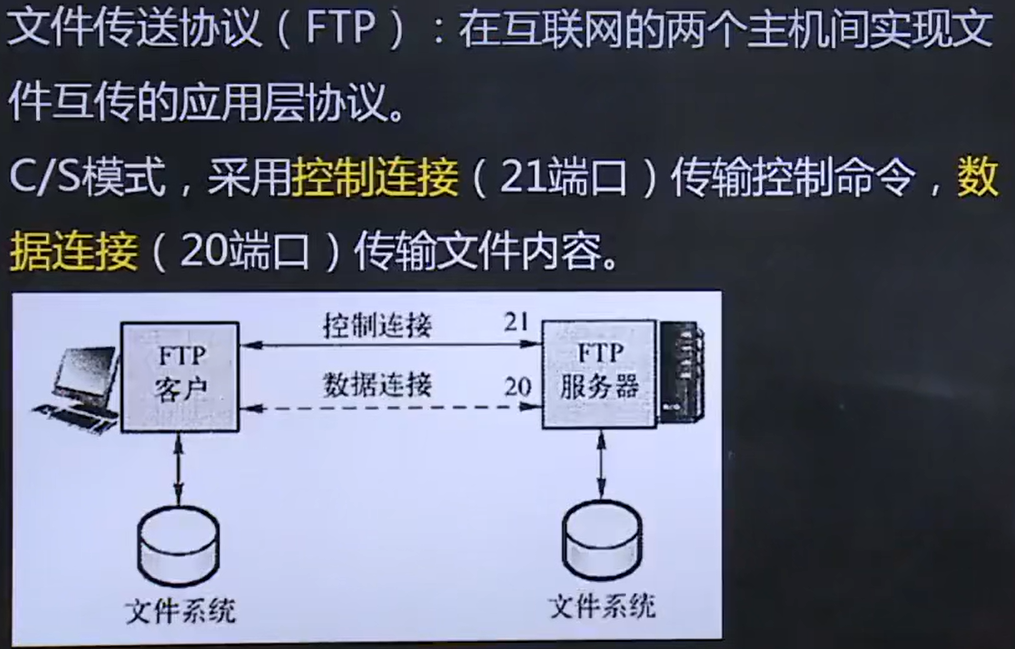 文件传送协议（FTP）：在互联网的两个主机间实现文
件互传的应用层协议。
C/S模式，采用控制连接（21端口）传输控制命令，数
据连接（20端口）传输文件内容。
控制连接 21
FTP
客户
FTP
服务器
数据连接 20
文件系统
文件系统